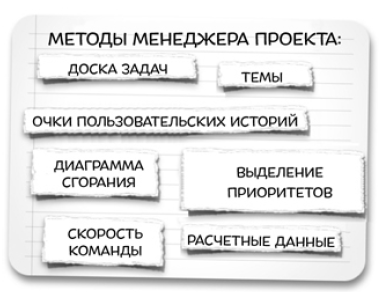 МЕТОДЫ МЕНЕДЖЕРА ПРОЕКТА:
ДОСКА ЗАДАЧ
ТЕМЫ
ОЧКИ ПОЛЬЗОВАТЕЛЬСКИХ ИСТОРИЙ
ДИАГРАММА
СГОРАНИЯ
ВЫДЕЛЕНИЕ
ПРИОРИТЕТОВ
СКОРОСТЬ
КОМАНДЫ
РАСЧЕТНЫЕ ДАННЫЕ